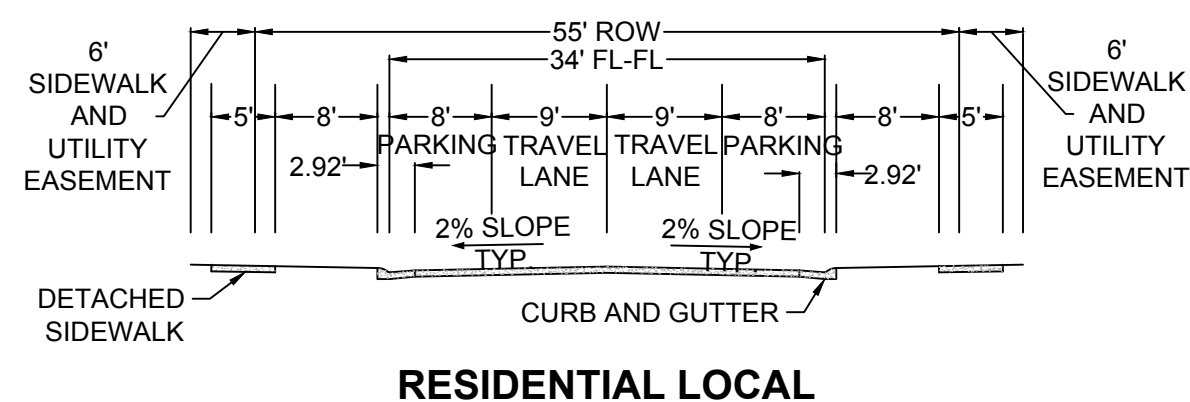 55' ROW
34' FL-FL
6'
SIDEWALK
AND
UTILITY
EASEMENT
6'
SIDEWALK
AND
UTILITY
EASEMENT
5' 8' 8' 9' 9' 8' 8' 5'
PARKING TRAVEL LANE TRAVEL LANE PARKING
2.92' 2.92'
2% SLOPE
TYP
2% SLOPE
TYP
DETACHED
SIDEWALK
CURB AND GUTTER
RESIDENTIAL LOCAL